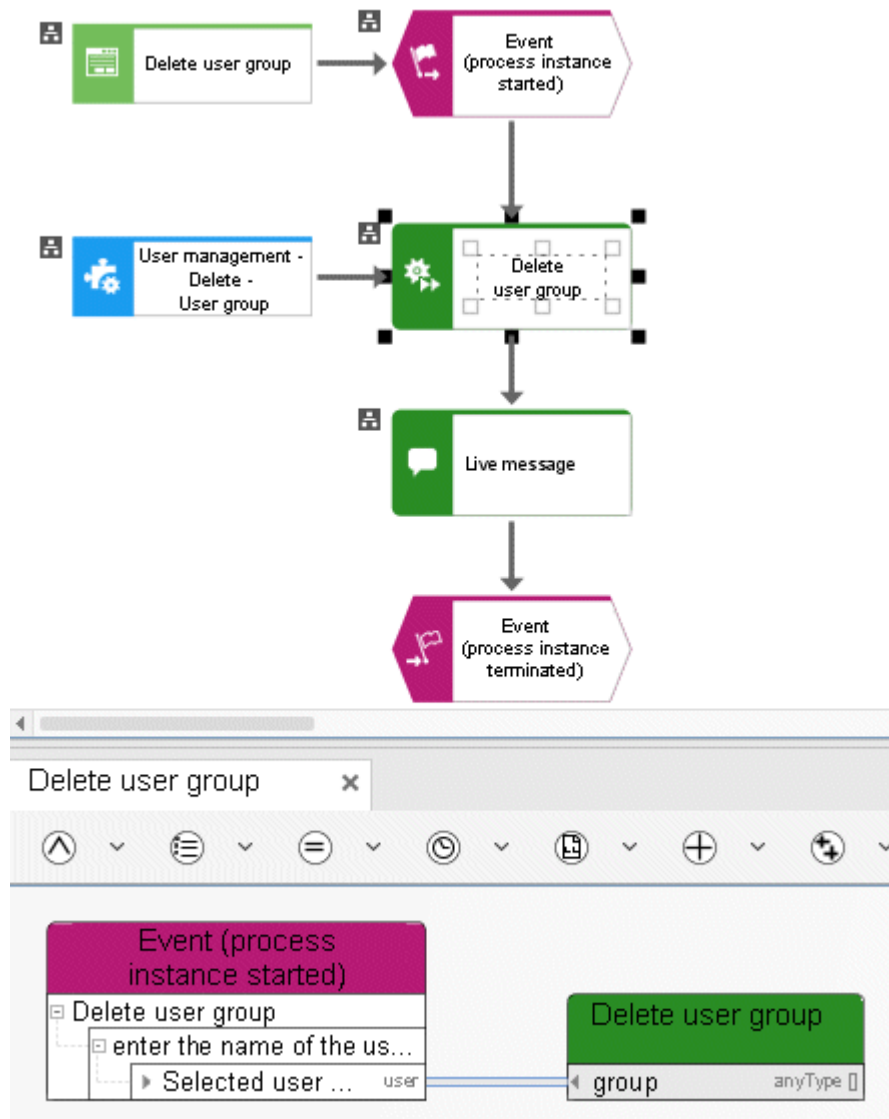 Delete user group
Event
(process instance
started)
User management -
Delete -
User group
Delete
user group
Live message
Event
(process instance
terminated)
Delete user group
Event (process
instance started)
Delete user group
enter the name of the us...
Selected user ... user
Delete user group
group anyType []